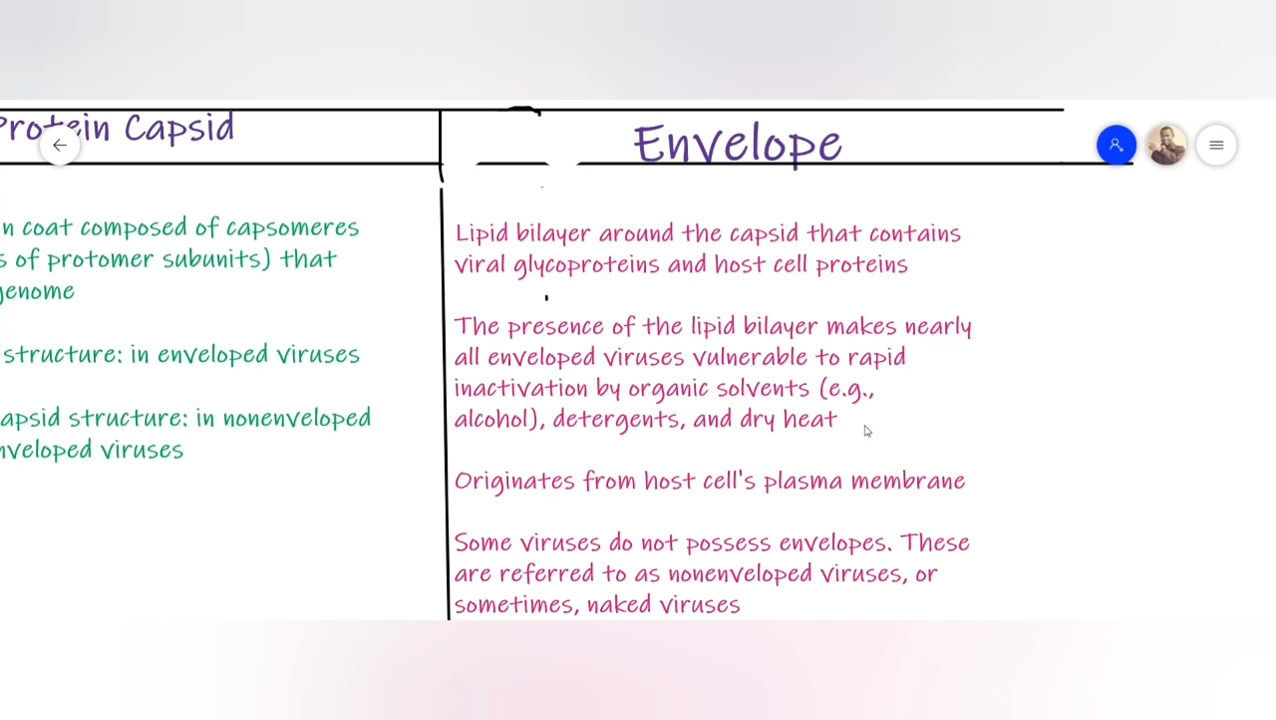 Protein Capsid
Envelope
n coat composed of capsomeres
s of protomer subunits) that
genome
structure: in enveloped viruses
apsid structure: in nonenveloped
nveloped viruses
Lipid bilayer around the capsid that contains
viral glycoproteins and host cell proteins
The presence of the lipid bilayer makes nearly
all enveloped viruses vulnerable to rapid
inactivation by organic solvents (e.g.,
alcohol), detergents, and dry heat
Originates from host cell's plasma membrane
Some viruses do not possess envelopes. These
are referred to as nonenveloped viruses, or
sometimes, naked viruses